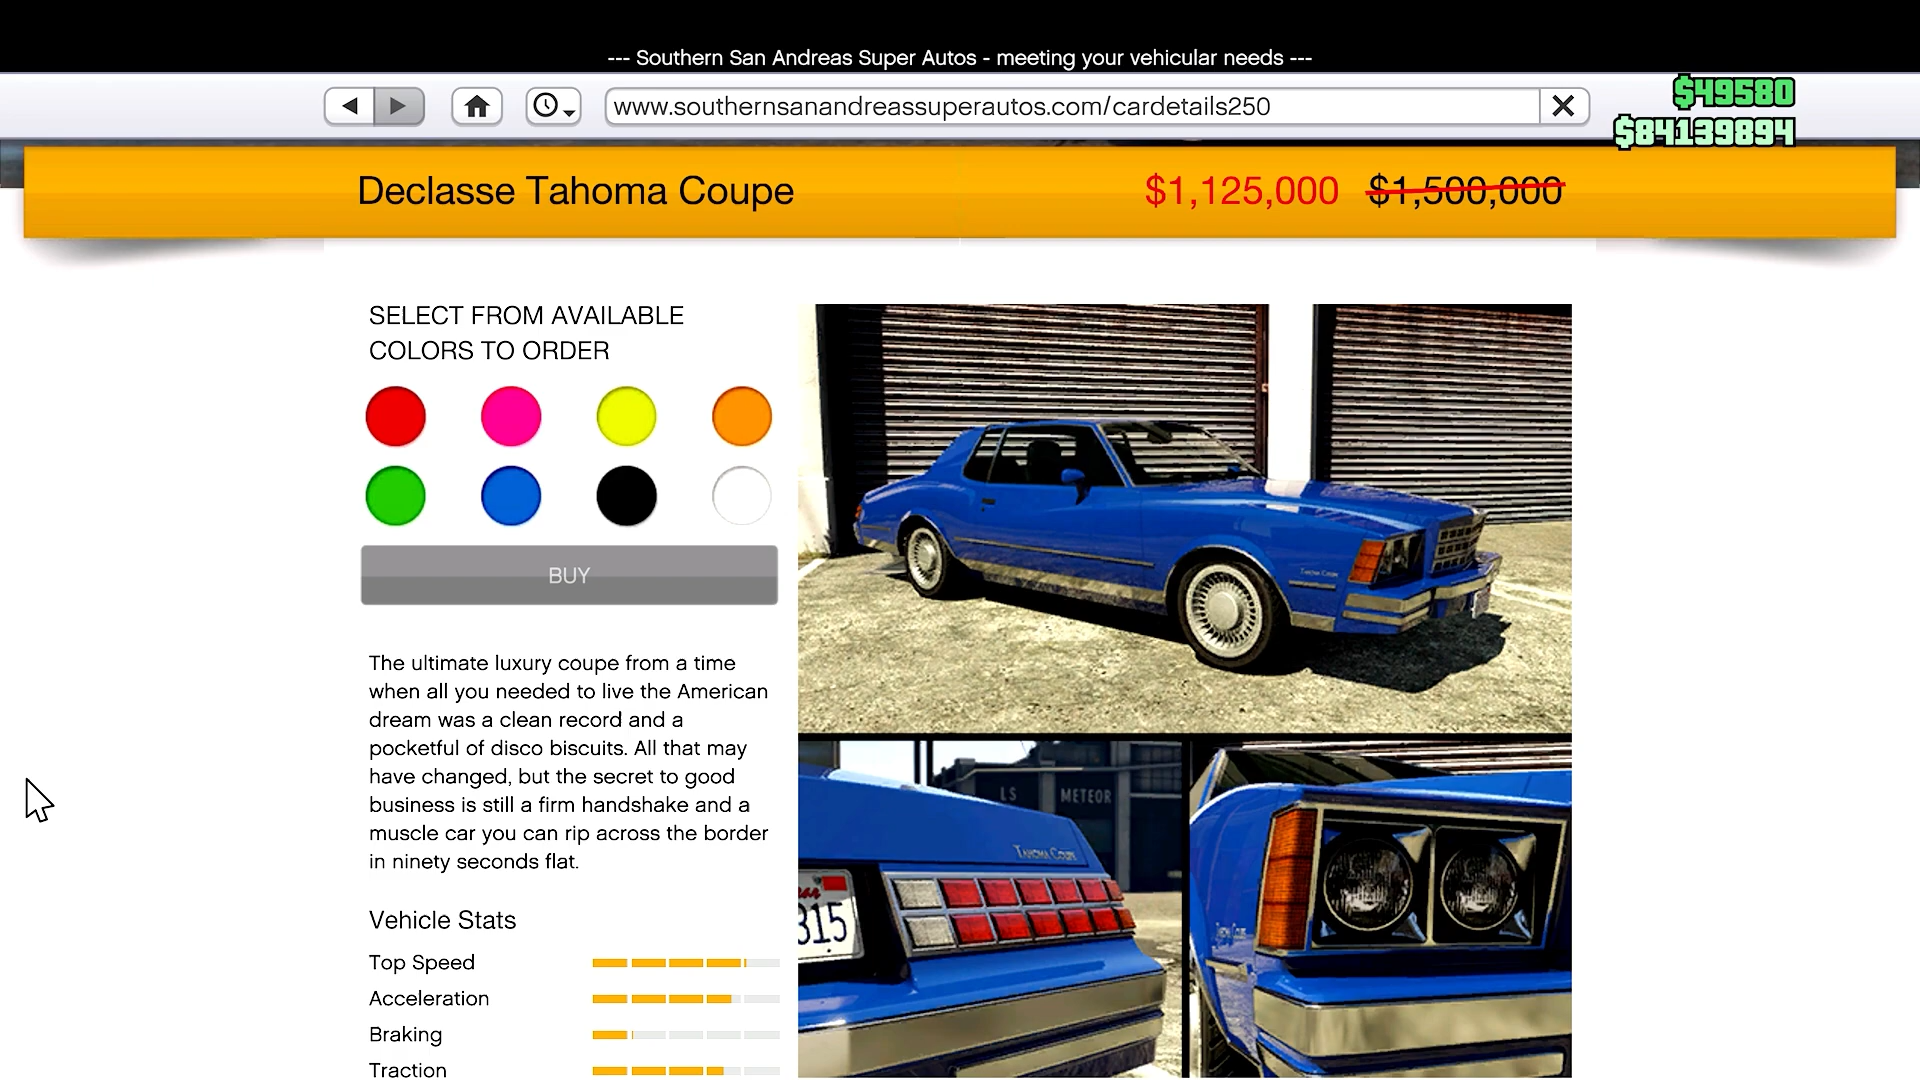 --- Southern San Andreas Super Autos - meeting your vehicular needs ---
www.southernsanandreassuperautos.com/cardetails250
$49580
$84139894
Declasse Tahoma Coupe
$1,125,000 $1,500,000
SELECT FROM AVAILABLE
COLORS TO ORDER
BUY
The ultimate luxury coupe from a time
when all you needed to live the American
dream was a clean record and a
pocketful of disco biscuits. All that may
have changed, but the secret to good
business is still a firm handshake and a
muscle car you can rip across the border
in ninety seconds flat.
Vehicle Stats
Top Speed
Acceleration
Braking
Traction
Tahoma Coupe
LS METEOR
Tahoma Coupe
315